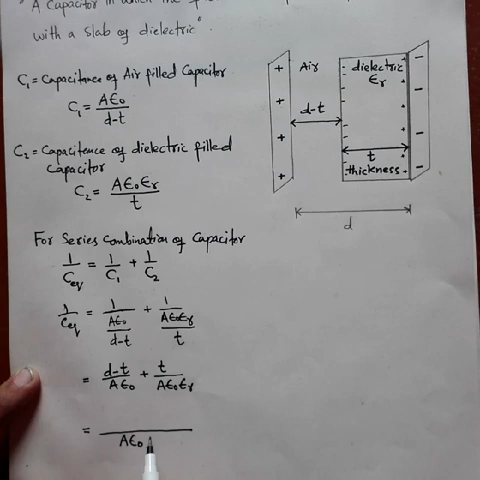 "A Capacitor in which the
with a slab of dielectric".
C₁ = Capacitance of Air filled Capacitor
C₁ = Aϵ₀ / d-t
C₂ = Capacitence of dielectric filled
Capacitor
C₂ = Aϵ₀ϵr / t
For Series Combination of Capacitor
1/Ceq = 1/C₁ + 1/C₂
1/Ceq = 1/(Aϵ₀/d-t) + 1/(Aϵ₀ϵr/t)
= d-t/Aϵ₀ + t/Aϵ₀ϵr
= /Aϵ₀
Air
dielectric
ϵr
d-t
t
thickness
d